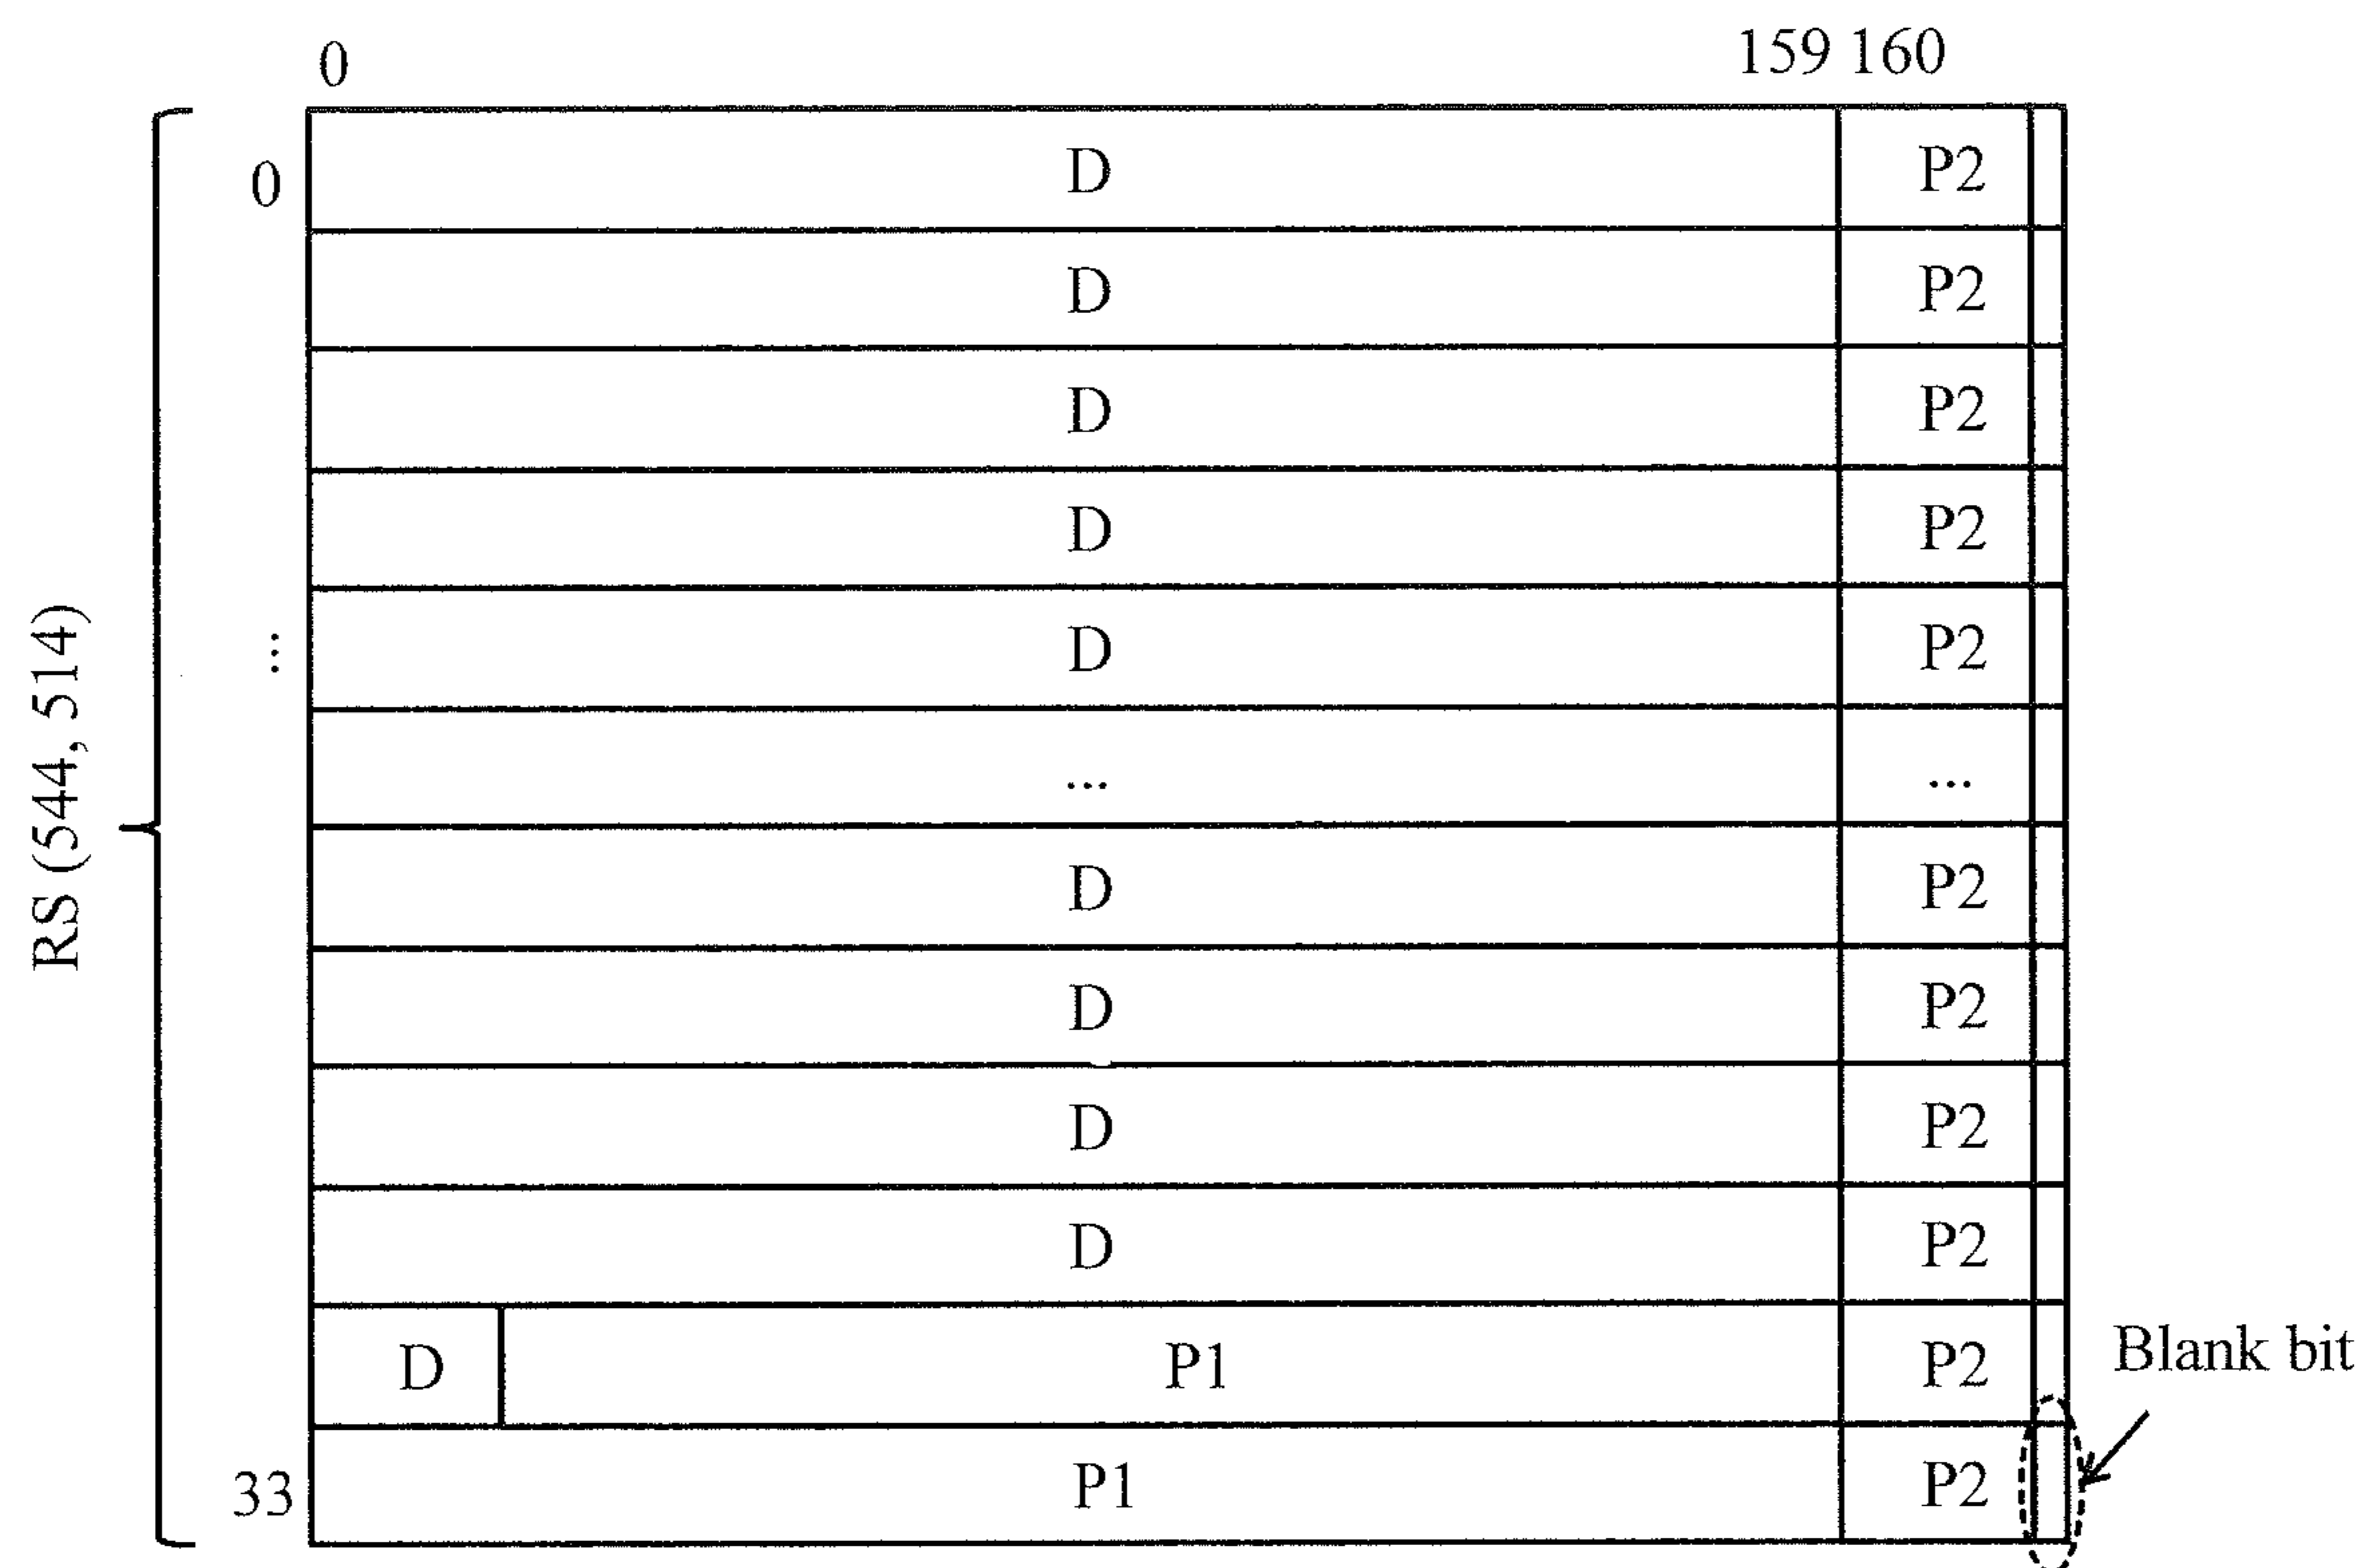 0 159 160
0 D P2
D P2
D P2
D P2
... D P2
... ...
D P2
D P2
D P2
D P2
D P1 P2
33 P1 P2
RS (544, 514)
Blank bit